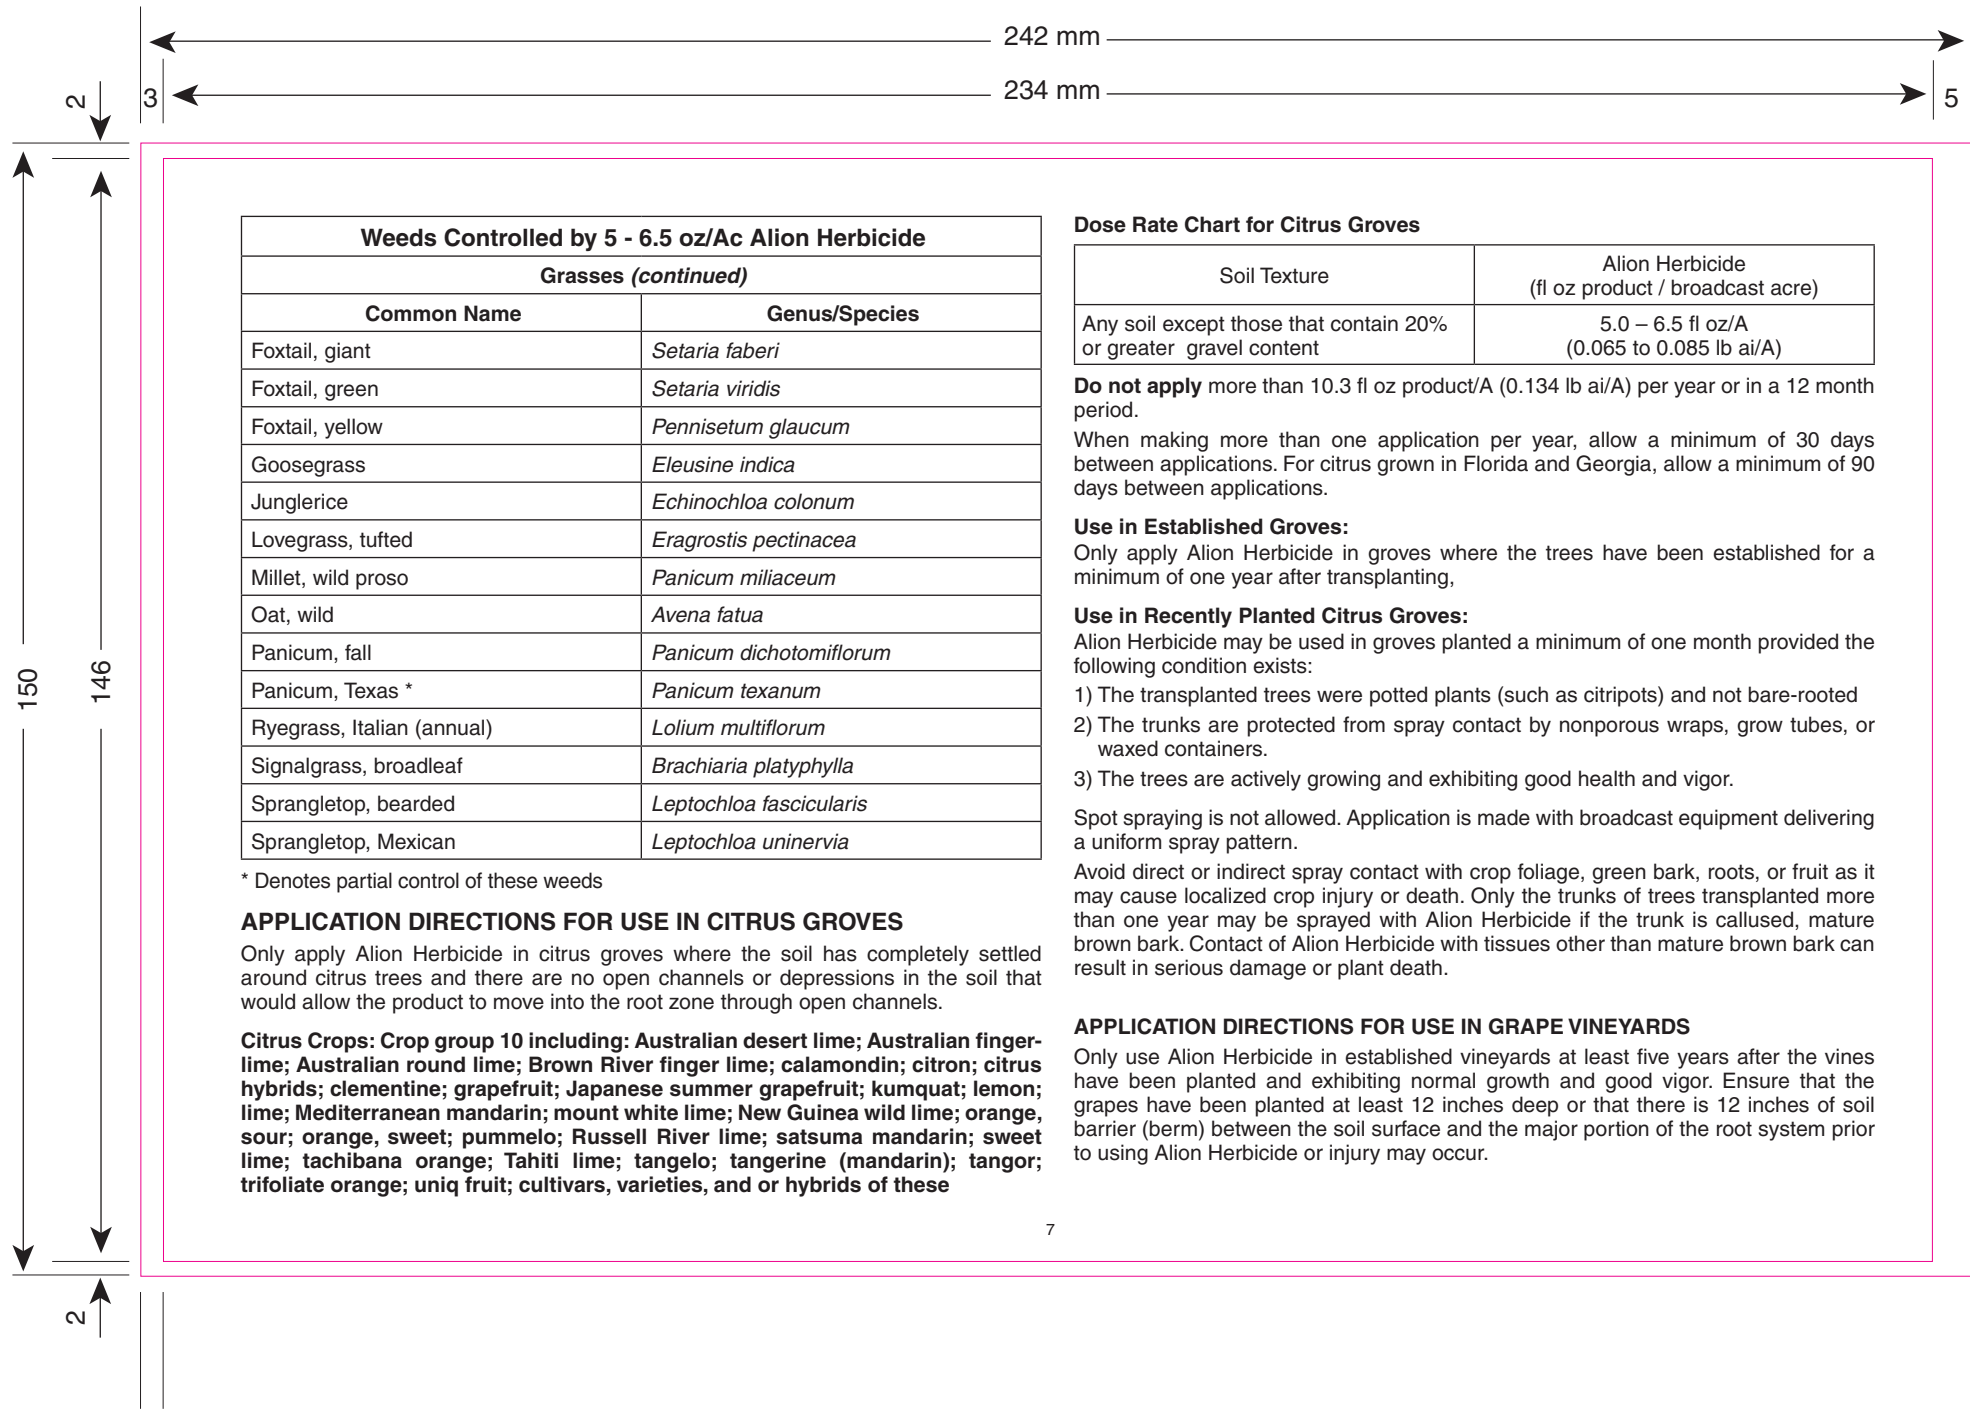 242 mm
234 mm
2
3
5
150
146
2
Weeds Controlled by 5 - 6.5 oz/Ac Alion Herbicide
Grasses (continued)
Common Name Genus/Species
Foxtail, giant Setaria faberi
Foxtail, green Setaria viridis
Foxtail, yellow Pennisetum glaucum
Goosegrass Eleusine indica
Junglerice Echinochloa colonum
Lovegrass, tufted Eragrostis pectinacea
Millet, wild proso Panicum miliaceum
Oat, wild Avena fatua
Panicum, fall Panicum dichotomiflorum
Panicum, Texas * Panicum texanum
Ryegrass, Italian (annual) Lolium multiflorum
Signalgrass, broadleaf Brachiaria platyphylla
Sprangletop, bearded Leptochloa fascicularis
Sprangletop, Mexican Leptochloa uninervia
* Denotes partial control of these weeds
APPLICATION DIRECTIONS FOR USE IN CITRUS GROVES
Only apply Alion Herbicide in citrus groves where the soil has completely settled
around citrus trees and there are no open channels or depressions in the soil that
would allow the product to move into the root zone through open channels.
Citrus Crops: Crop group 10 including: Australian desert lime; Australian finger-
lime; Australian round lime; Brown River finger lime; calamondin; citron; citrus
hybrids; clementine; grapefruit; Japanese summer grapefruit; kumquat; lemon;
lime; Mediterranean mandarin; mount white lime; New Guinea wild lime; orange,
sour; orange, sweet; pummelo; Russell River lime; satsuma mandarin; sweet
lime; tachibana orange; Tahiti lime; tangelo; tangerine (mandarin); tangor;
trifoliate orange; uniq fruit; cultivars, varieties, and or hybrids of these
Dose Rate Chart for Citrus Groves
Soil Texture
Alion Herbicide
(fl oz product / broadcast acre)
Any soil except those that contain 20%
or greater gravel content
5.0 – 6.5 fl oz/A
(0.065 to 0.085 lb ai/A)
Do not apply more than 10.3 fl oz product/A (0.134 lb ai/A) per year or in a 12 month
period.
When making more than one application per year, allow a minimum of 30 days
between applications. For citrus grown in Florida and Georgia, allow a minimum of 90
days between applications.
Use in Established Groves:
Only apply Alion Herbicide in groves where the trees have been established for a
minimum of one year after transplanting,
Use in Recently Planted Citrus Groves:
Alion Herbicide may be used in groves planted a minimum of one month provided the
following condition exists:
1) The transplanted trees were potted plants (such as citripots) and not bare-rooted
2) The trunks are protected from spray contact by nonporous wraps, grow tubes, or
waxed containers.
3) The trees are actively growing and exhibiting good health and vigor.
Spot spraying is not allowed. Application is made with broadcast equipment delivering
a uniform spray pattern.
Avoid direct or indirect spray contact with crop foliage, green bark, roots, or fruit as it
may cause localized crop injury or death. Only the trunks of trees transplanted more
than one year may be sprayed with Alion Herbicide if the trunk is callused, mature
brown bark. Contact of Alion Herbicide with tissues other than mature brown bark can
result in serious damage or plant death.
APPLICATION DIRECTIONS FOR USE IN GRAPE VINEYARDS
Only use Alion Herbicide in established vineyards at least five years after the vines
have been planted and exhibiting normal growth and good vigor. Ensure that the
grapes have been planted at least 12 inches deep or that there is 12 inches of soil
barrier (berm) between the soil surface and the major portion of the root system prior
to using Alion Herbicide or injury may occur.
7